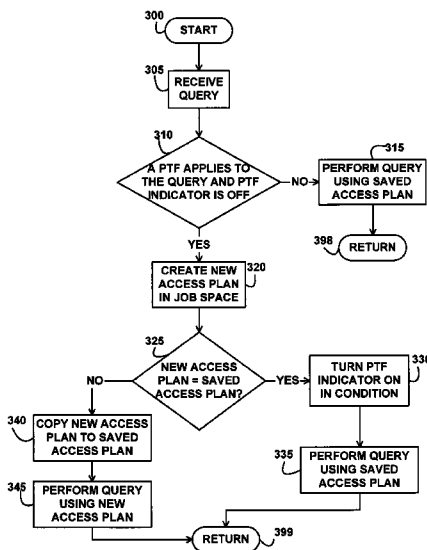 300
START
305
RECEIVE
QUERY
310
A PTF APPLIES TO
THE QUERY AND PTF
INDICATOR IS OFF
NO
315
PERFORM QUERY
USING SAVED
ACCESS PLAN
398
RETURN
YES
320
CREATE NEW
ACCESS PLAN
IN JOB SPACE
325
NEW ACCESS
PLAN = SAVED
ACCESS PLAN?
NO
YES
330
TURN PTF
INDICATOR ON
IN CONDITION
340
COPY NEW ACCESS
PLAN TO SAVED
ACCESS PLAN
335
PERFORM QUERY
USING SAVED
ACCESS PLAN
345
PERFORM QUERY
USING NEW
ACCESS PLAN
RETURN
399